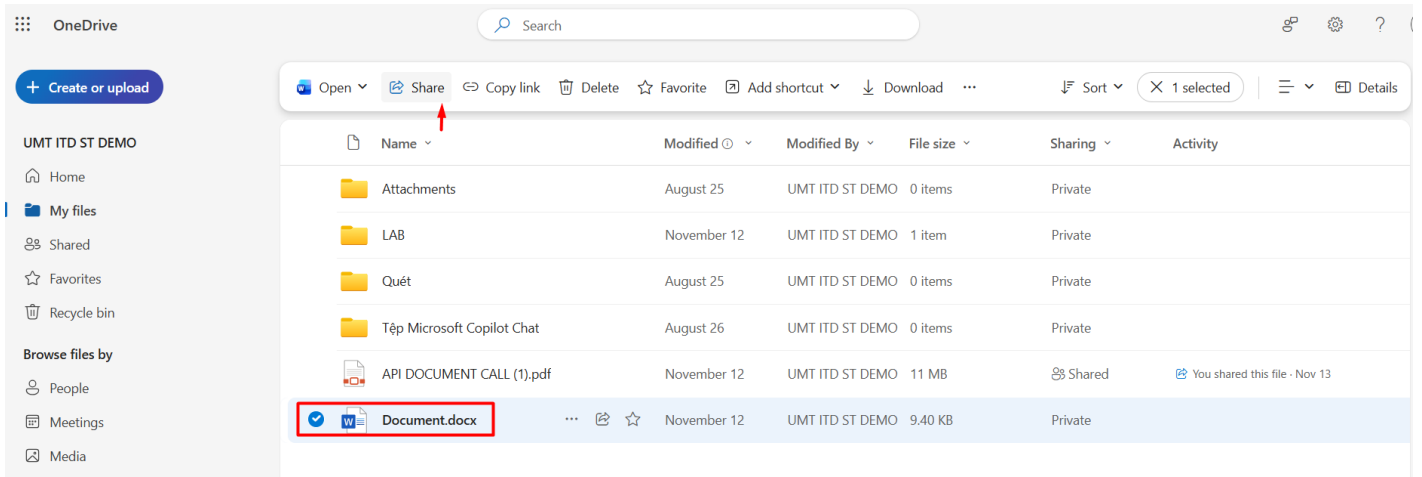 OneDrive
Search
Create or upload
Open Share Copy link Delete Favorite Add shortcut Download ... Sort 1 selected Details
UMT ITD ST DEMO
Home
My files
Shared
Favorites
Recycle bin
Browse files by
People
Meetings
Media
Name Modified Modified By File size Sharing Activity
Attachments August 25 UMT ITD ST DEMO 0 items Private
LAB November 12 UMT ITD ST DEMO 1 item Private
Quét August 25 UMT ITD ST DEMO 0 items Private
Tệp Microsoft Copilot Chat August 26 UMT ITD ST DEMO 0 items Private
API DOCUMENT CALL (1).pdf November 12 UMT ITD ST DEMO 11 MB Shared You shared this file · Nov 13
Document.docx ... November 12 UMT ITD ST DEMO 9.40 KB Private